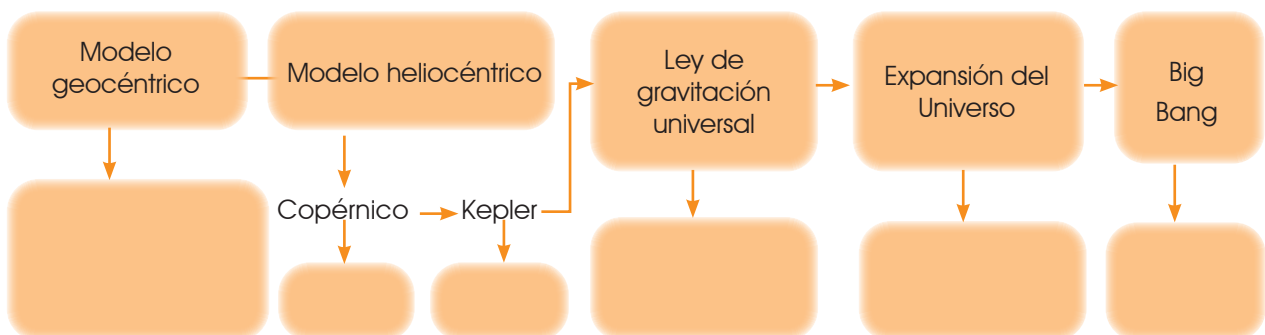 Modelo
geocéntrico
Modelo heliocéntrico
Copérnico
Kepler
Ley de
gravitación
universal
Expansión del
Universo
Big
Bang